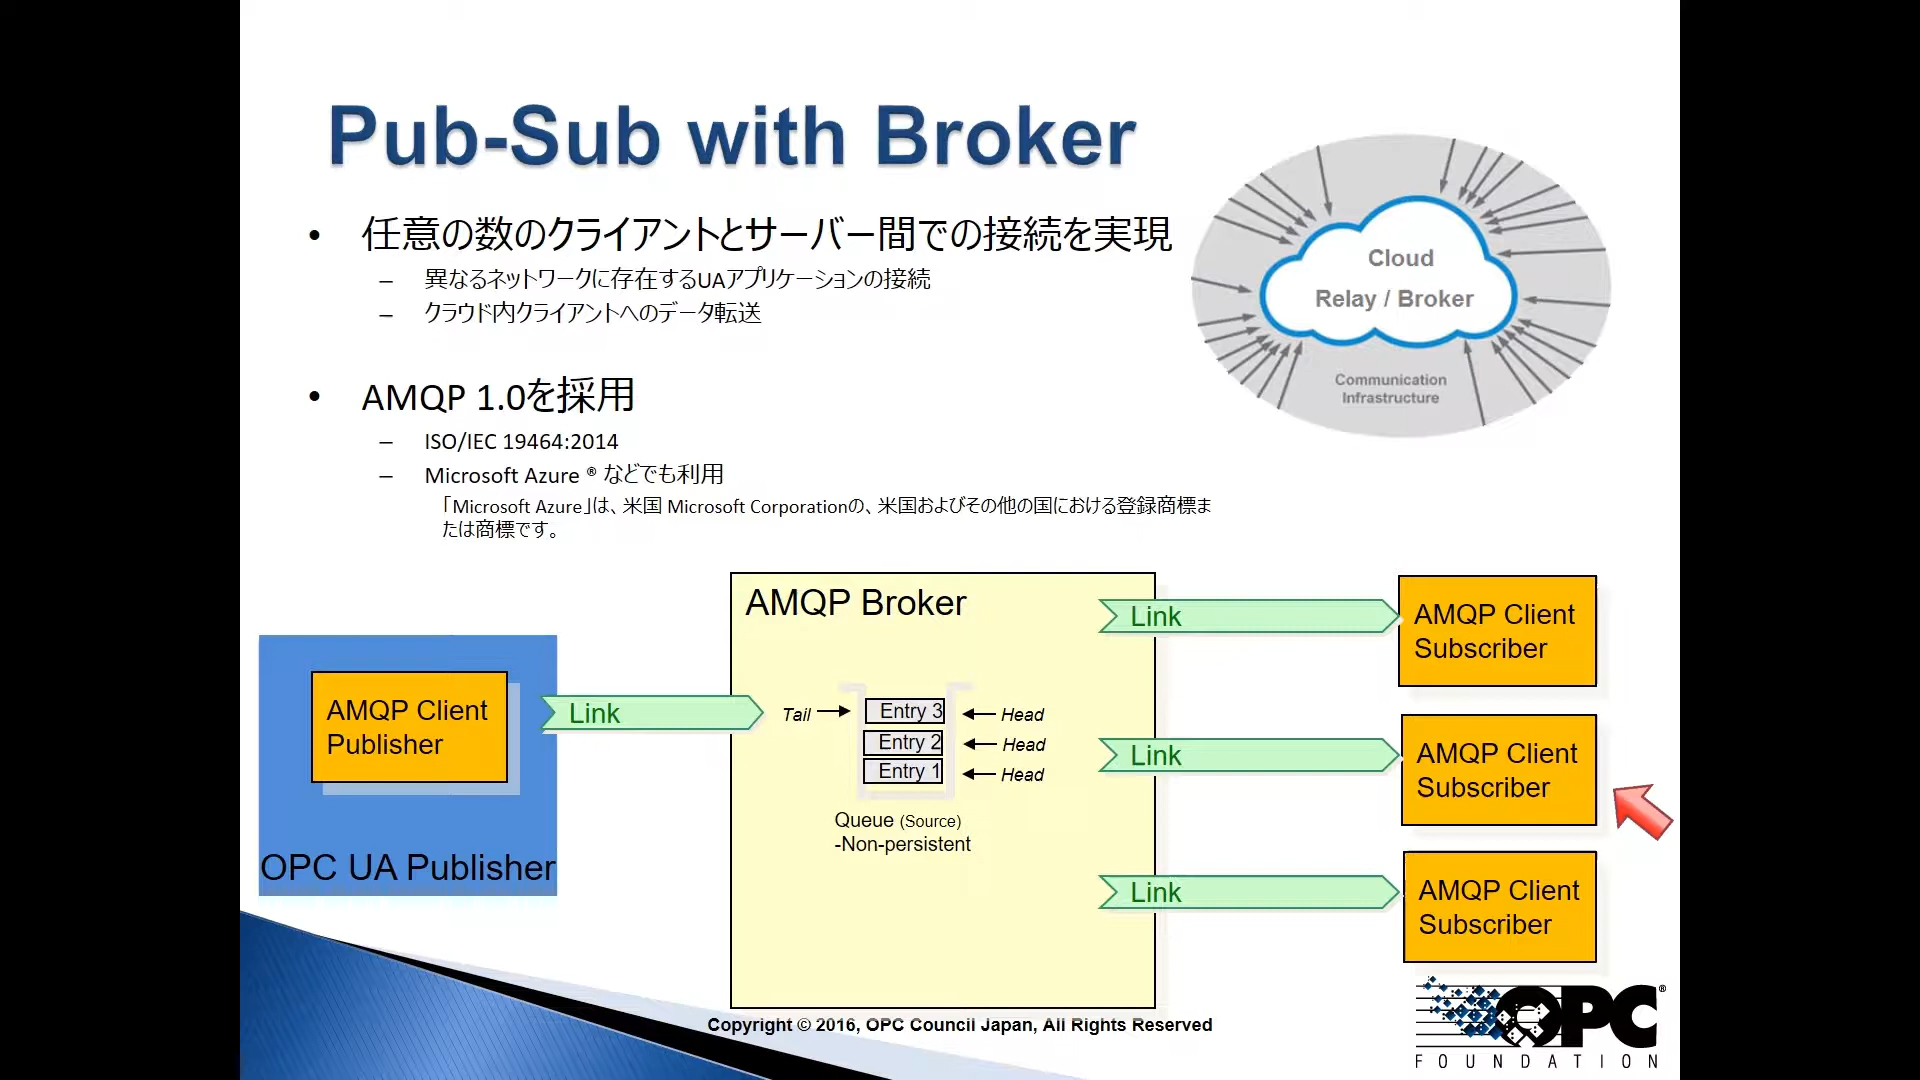 Pub-Sub with Broker
• 任意の数のクライアントとサーバー間での接続を実現
– 異なるネットワークに存在するUAアプリケーションの接続
– クラウド内クライアントへのデータ転送
Cloud
Relay / Broker
Communication
Infrastructure
• AMQP 1.0を採用
– ISO/IEC 19464:2014
– Microsoft Azure ® などでも利用
「Microsoft Azure」は、米国 Microsoft Corporationの、米国およびその他の国における登録商標ま
たは商標です。
AMQP Client
Publisher
OPC UA Publisher
Link
AMQP Broker
Tail
Entry 3
Head
Entry 2
Head
Entry 1
Head
Queue (Source)
-Non-persistent
Link
AMQP Client
Subscriber
Link
AMQP Client
Subscriber
Link
AMQP Client
Subscriber
Copyright © 2016, OPC Council Japan, All Rights Reserved
OPC®
FOUNDATION